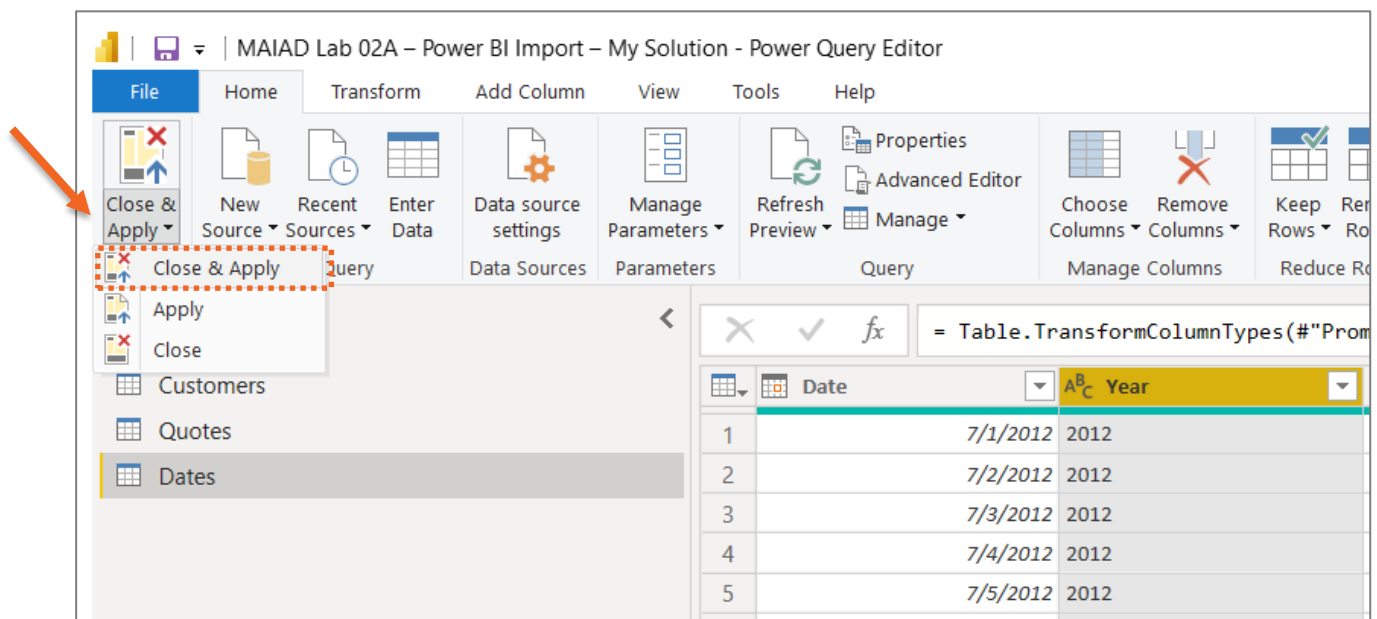 MAIAD Lab 02A – Power BI Import – My Solution - Power Query Editor
File Home Transform Add Column View Tools Help
Close & Apply
New Source
Recent Sources
Enter Data
Data source settings
Manage Parameters
Refresh Preview
Properties
Advanced Editor
Manage
Choose Columns
Remove Columns
Keep Rows
Close & Apply
Data Sources Parameters Query Manage Columns
Apply
Close
Customers
Quotes
Dates
fx = Table.TransformColumnTypes(#"Prom
Date ABC Year
1 7/1/2012 2012
2 7/2/2012 2012
3 7/3/2012 2012
4 7/4/2012 2012
5 7/5/2012 2012